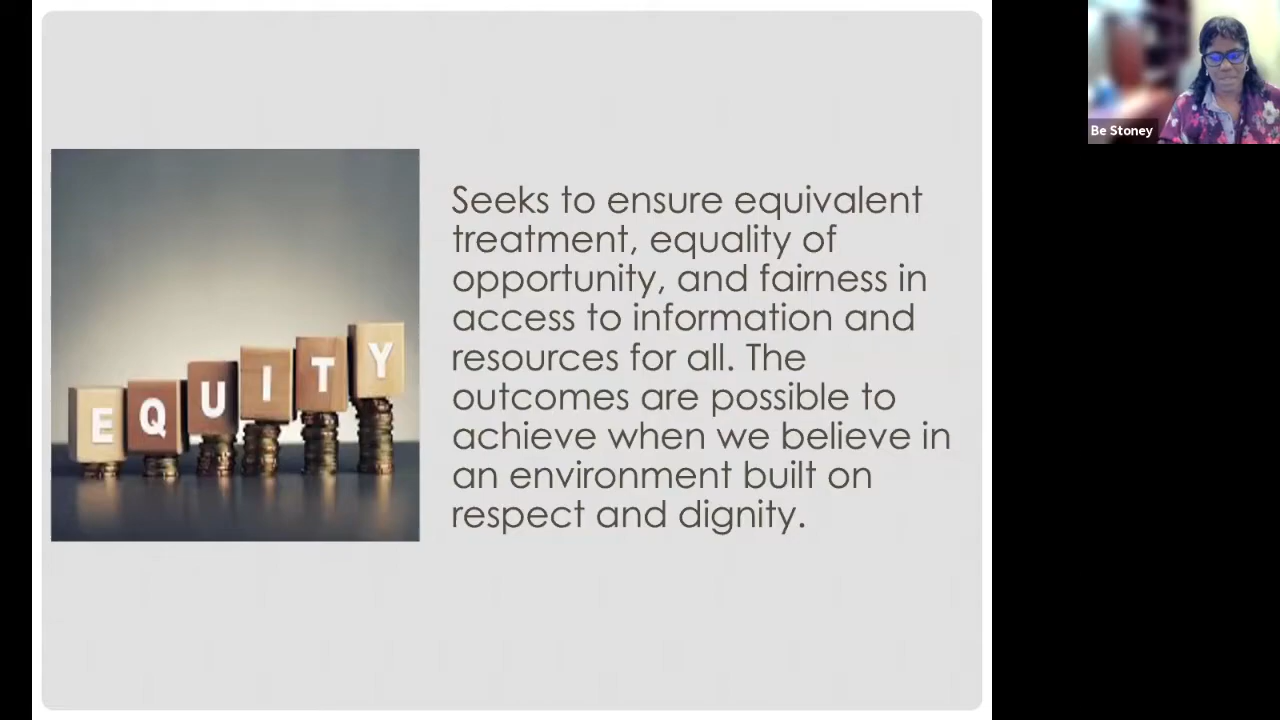 EQUITY
Seeks to ensure equivalent
treatment, equality of
opportunity, and fairness in
access to information and
resources for all. The
outcomes are possible to
achieve when we believe in
an environment built on
respect and dignity.
Be Stoney